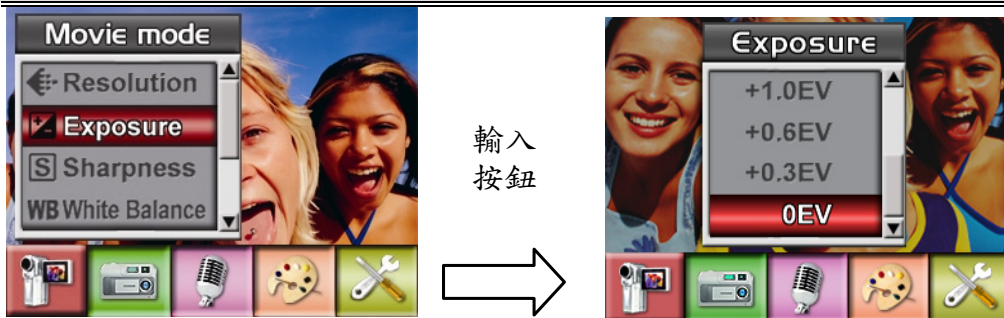 Movie mode
Resolution
Exposure
S Sharpness
WB White Balance
輸入
按鈕
Exposure
+1.0EV
+0.6EV
+0.3EV
0EV